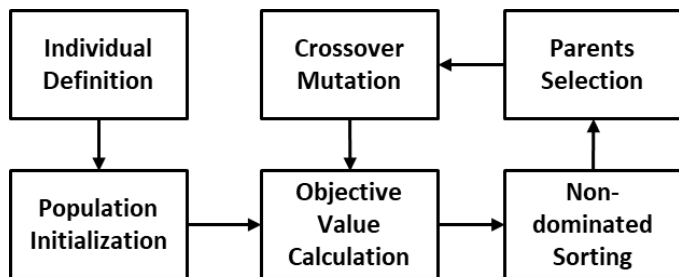 Individual
Definition
Crossover
Mutation
Parents
Selection
Population
Initialization
Objective
Value
Calculation
Non-
dominated
Sorting